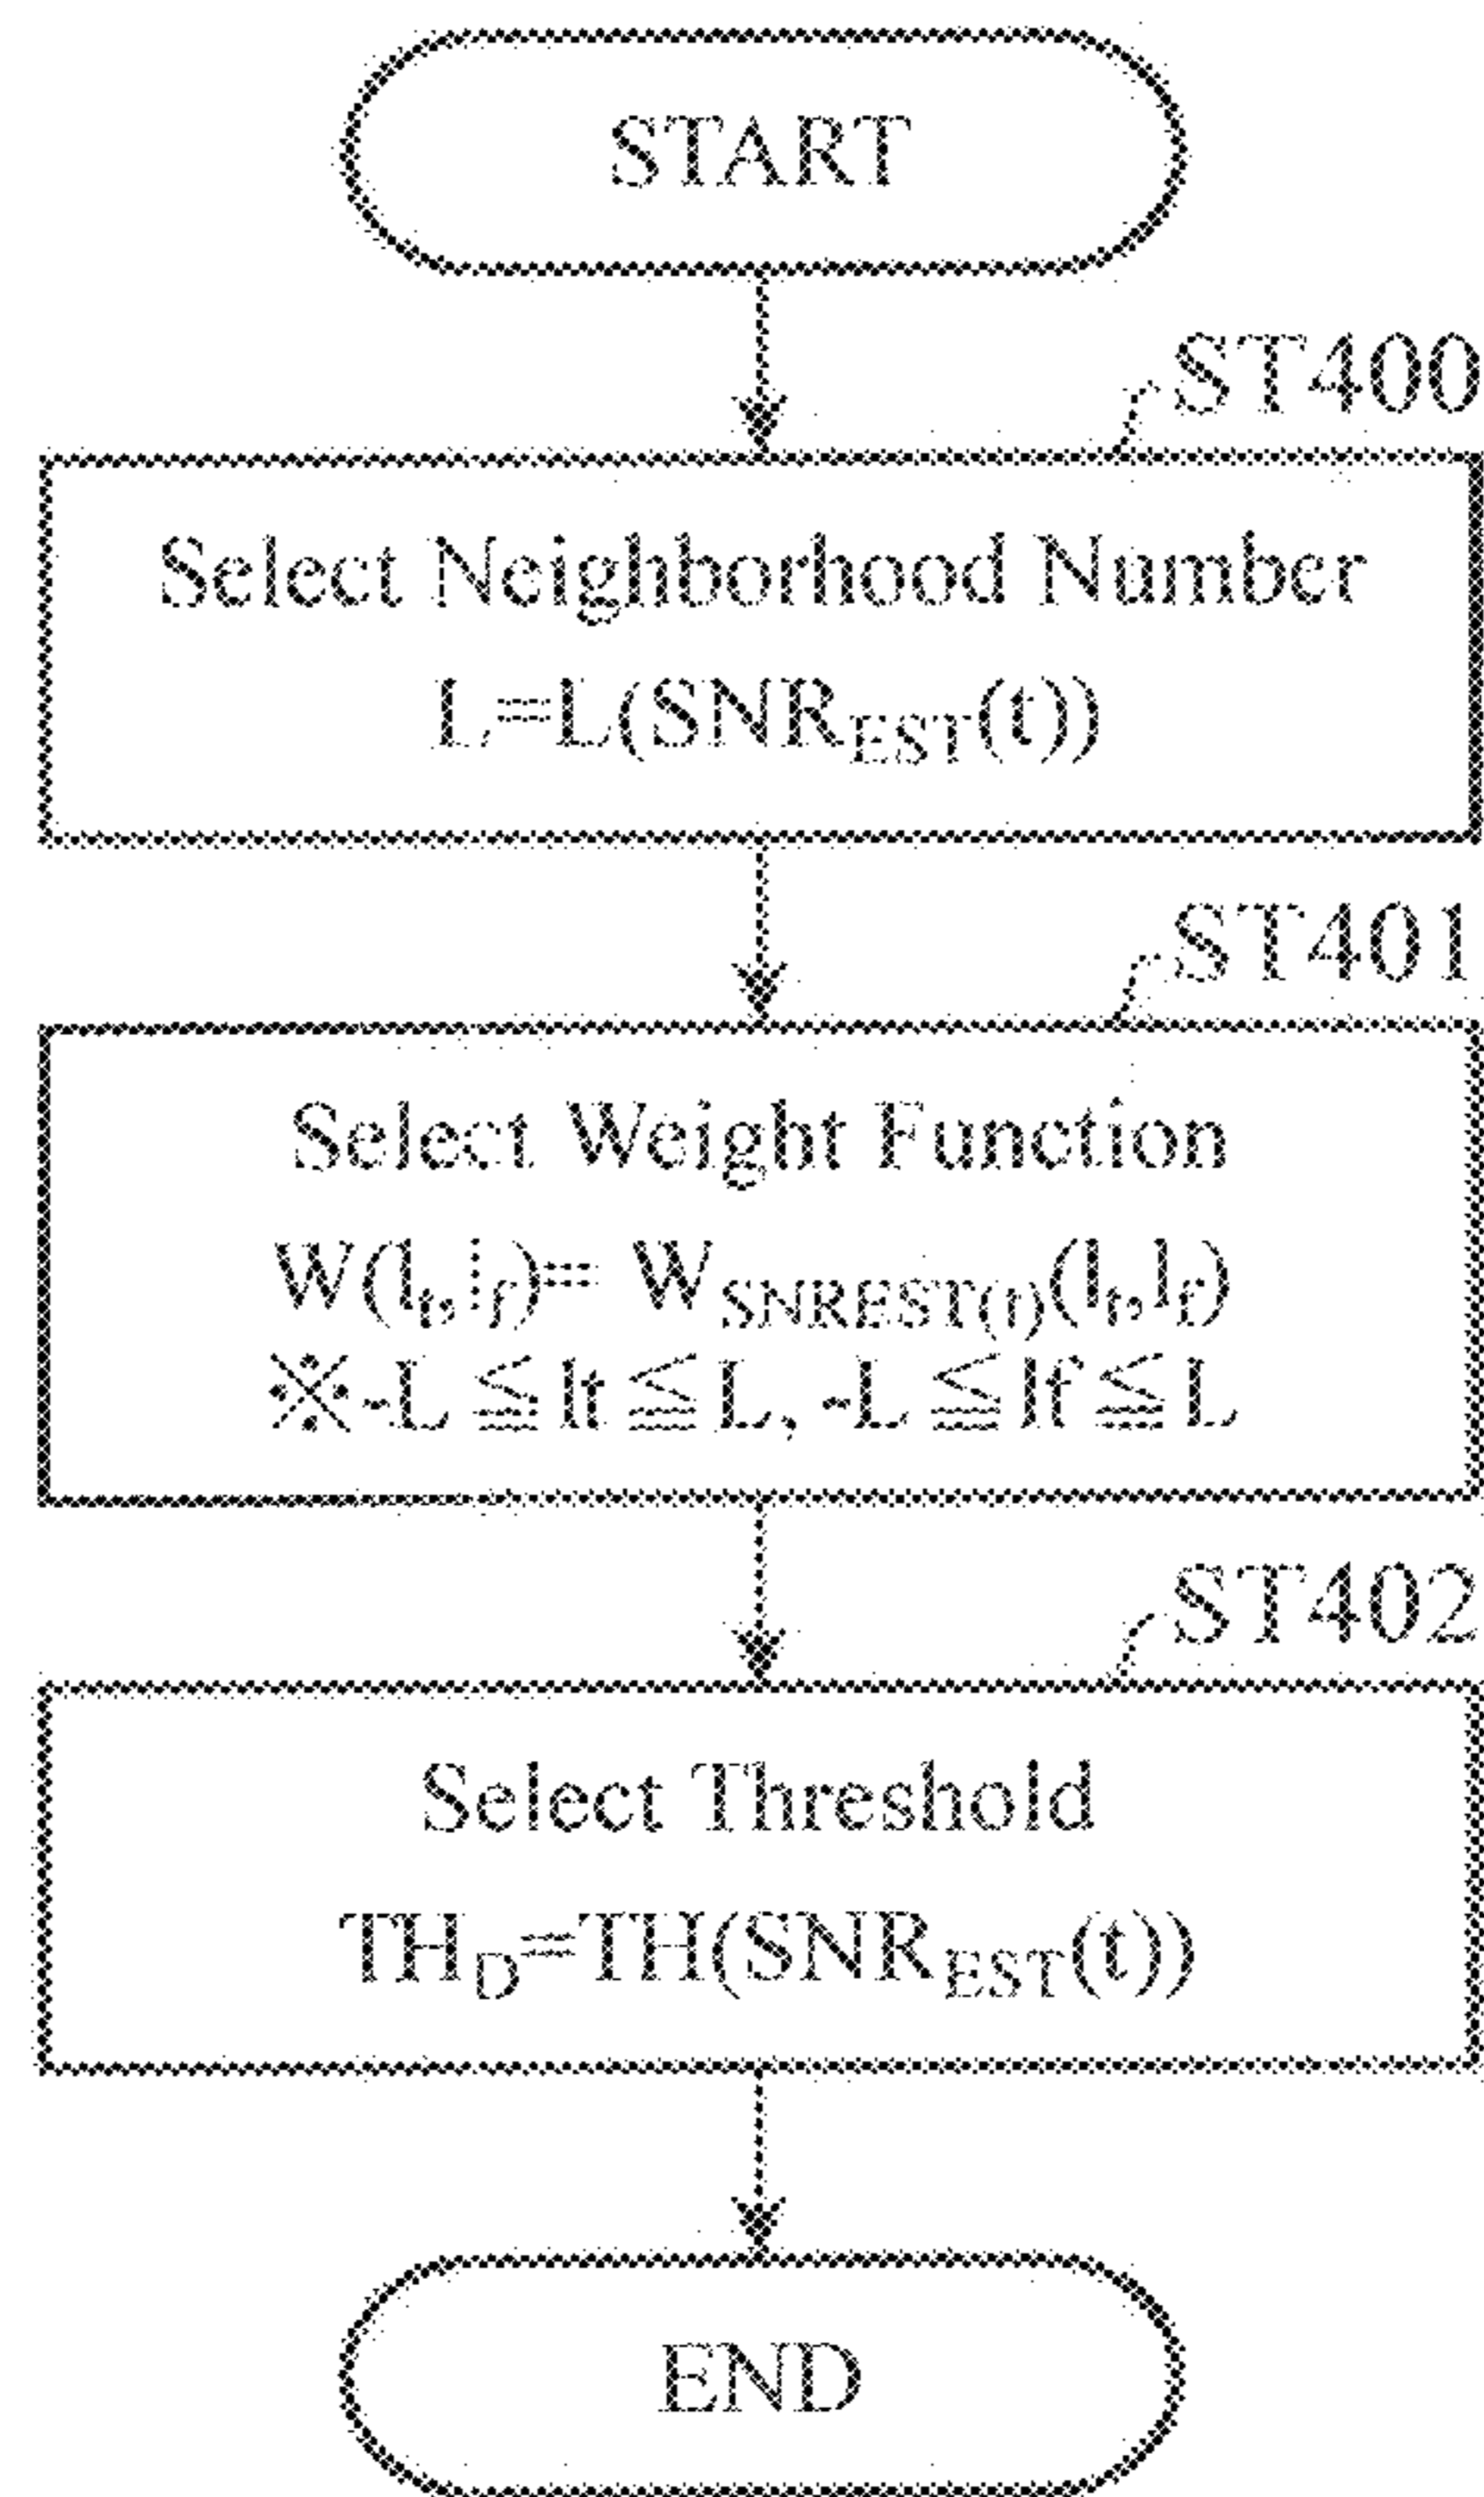 START
ST400
Select Neighborhood Number
L=L(SNR_EST(t))
ST401
Select Weight Function
W(l_t,l_f)= W_SNREST(t)(l_t,l_f)
※-L≦lt≦L, -L≦lf≦L
ST402
Select Threshold
TH_D=TH(SNR_EST(t))
END